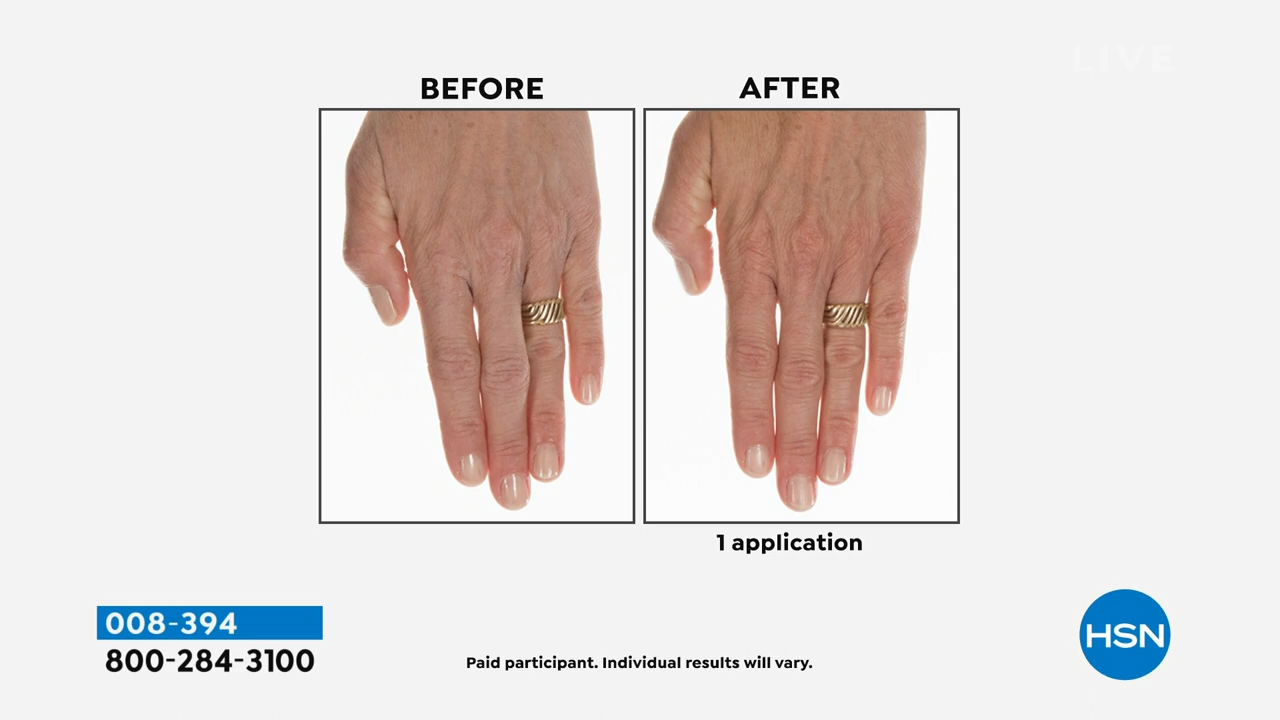 LIVE
BEFORE
AFTER
1 application
008-394
800-284-3100
Paid participant. Individual results will vary.
HSN